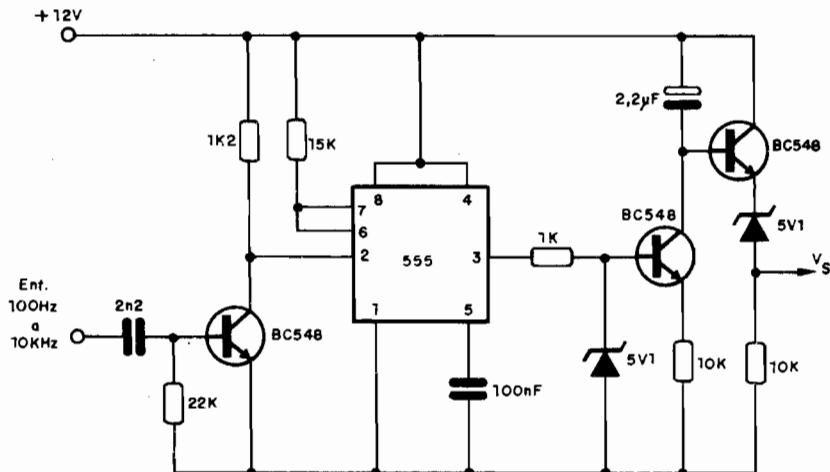 + 12V
2,2µF
1K2
15K
BC548
8
4
7
6
2
555
3
1K
BC548
5V1
Vs
Ent.
100Hz
a
10KHz
2n2
BC548
1
5
5V1
22K
100nF
10K
10K